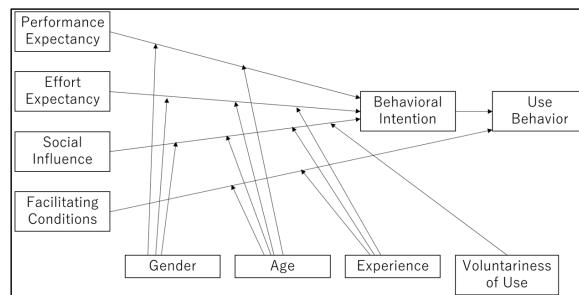 Performance
Expectancy
Effort
Expectancy
Social
Influence
Facilitating
Conditions
Behavioral
Intention
Use
Behavior
Gender
Age
Experience
Voluntariness
of Use